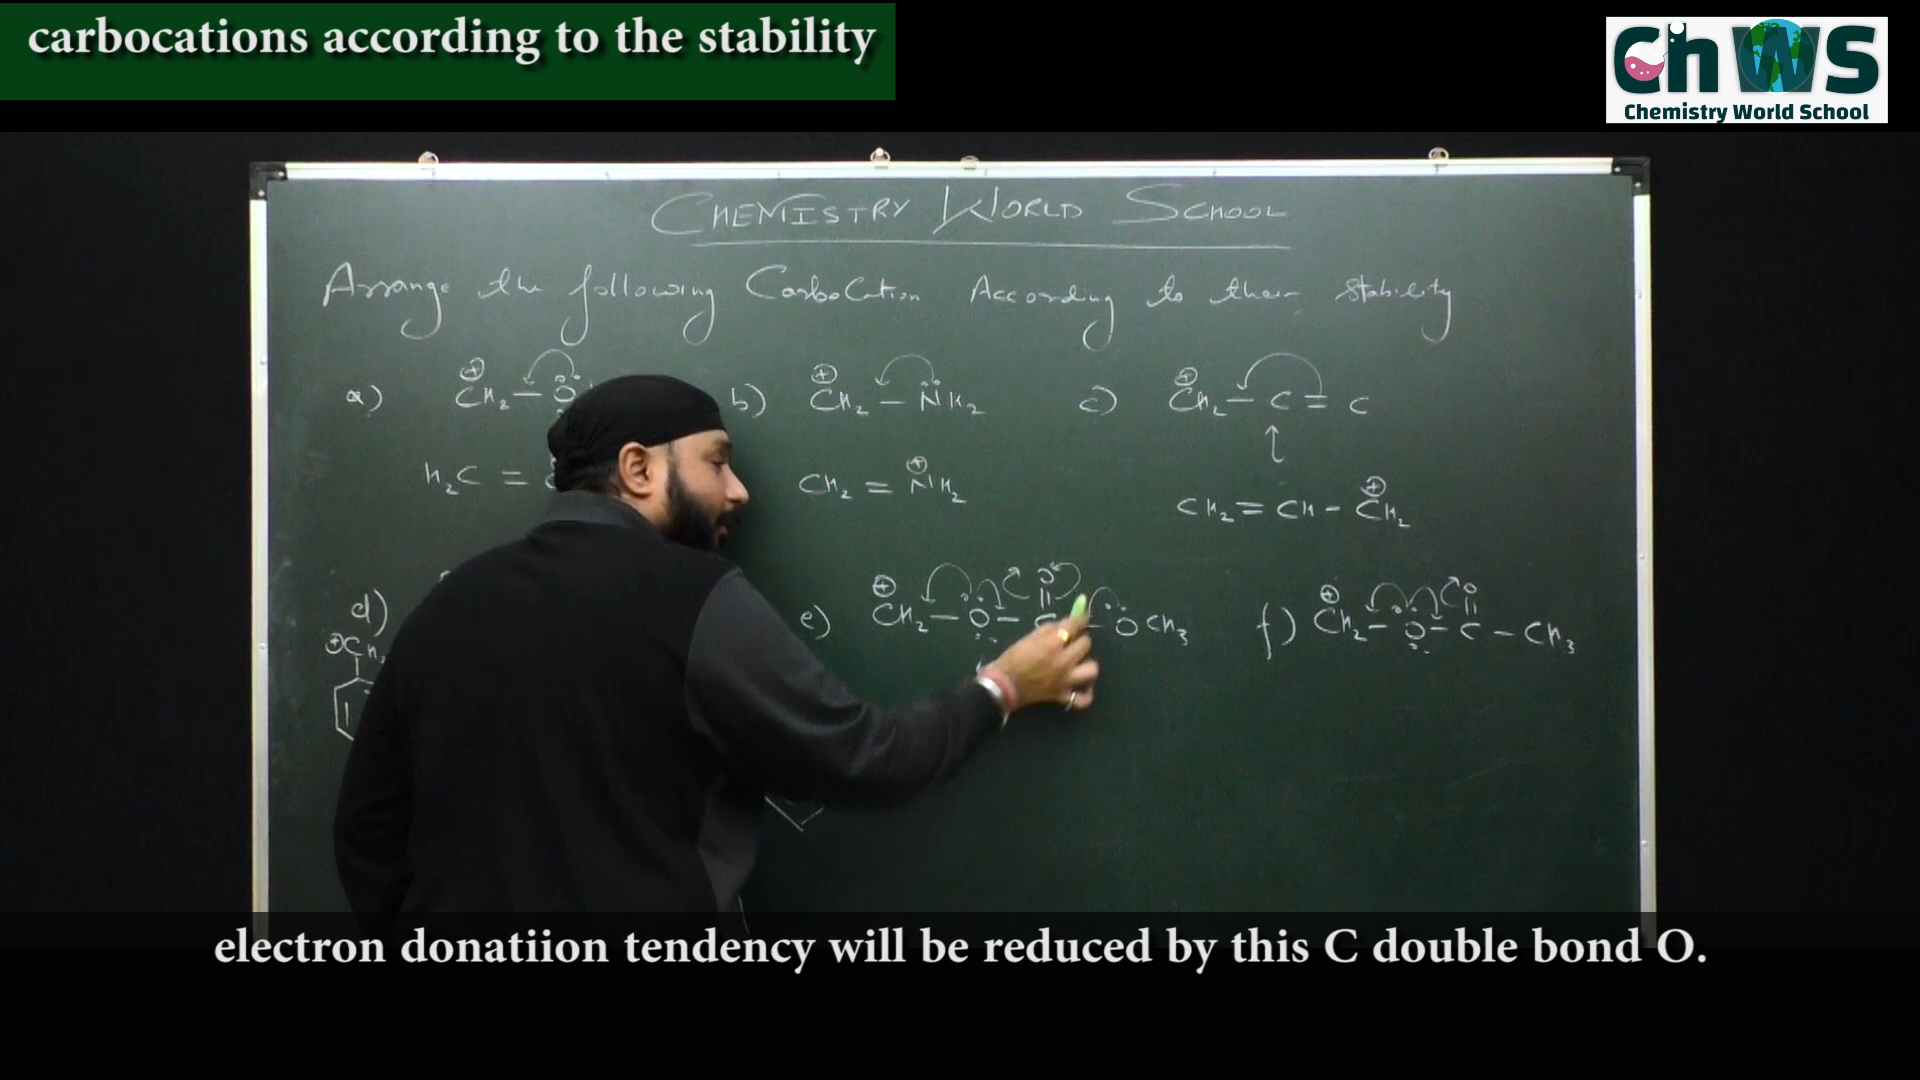 carbocations according to the stability
ChWS
Chemistry World School
CHEMISTRY WORLD SCHOOL
Arrange the following CarboCation According to their stability
a) ⊕ CH₂ – O b) ⊕ CH₂ – NH₂ c) ⊕ CH₂ – C = C
H₂C = CH₂ = ⊕ NH₂
CH₂ = CH – ⊕ CH₂
d) e) ⊕ CH₂ – O – C – OCH₃ f) ⊕ CH₂ – O – C – CH₃
O O
⊕ CH₂
electron donatiion tendency will be reduced by this C double bond O.